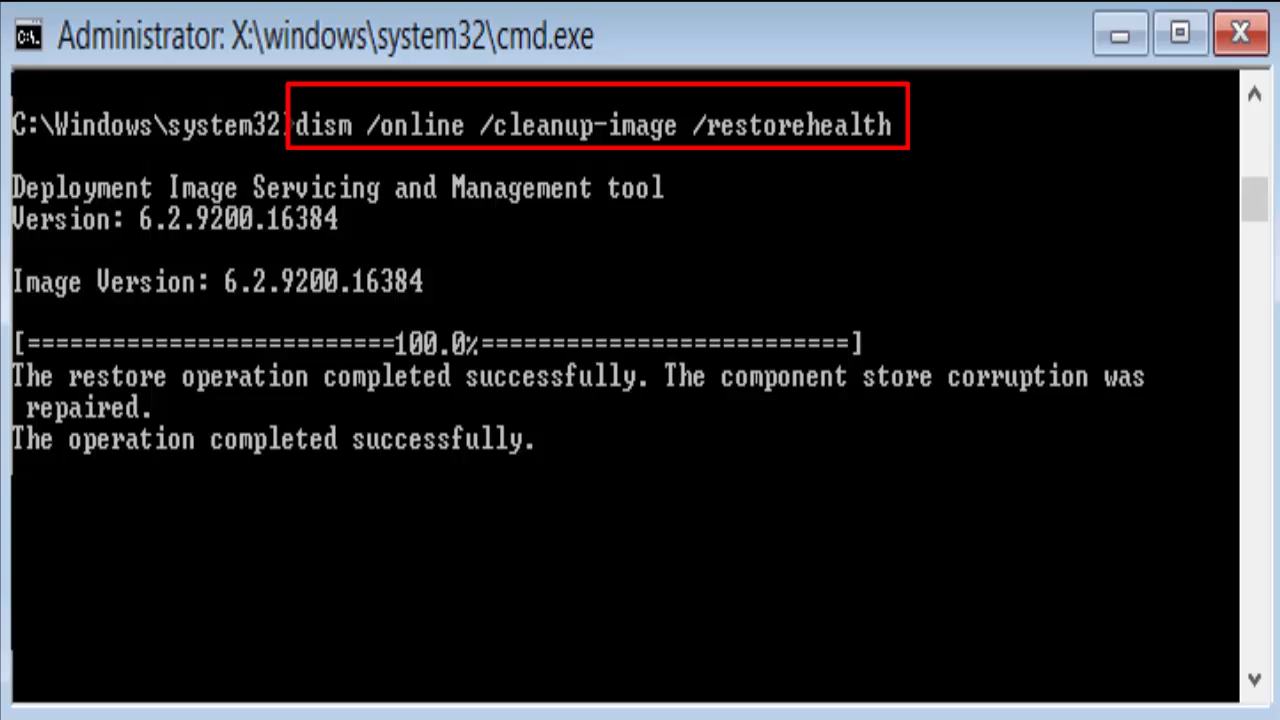 Administrator: X:\windows\system32\cmd.exe
C:\Windows\system32>dism /online /cleanup-image /restorehealth
Deployment Image Servicing and Management tool
Version: 6.2.9200.16384
Image Version: 6.2.9200.16384
[==========================100.0%==========================]
The restore operation completed successfully. The component store corruption was
repaired.
The operation completed successfully.